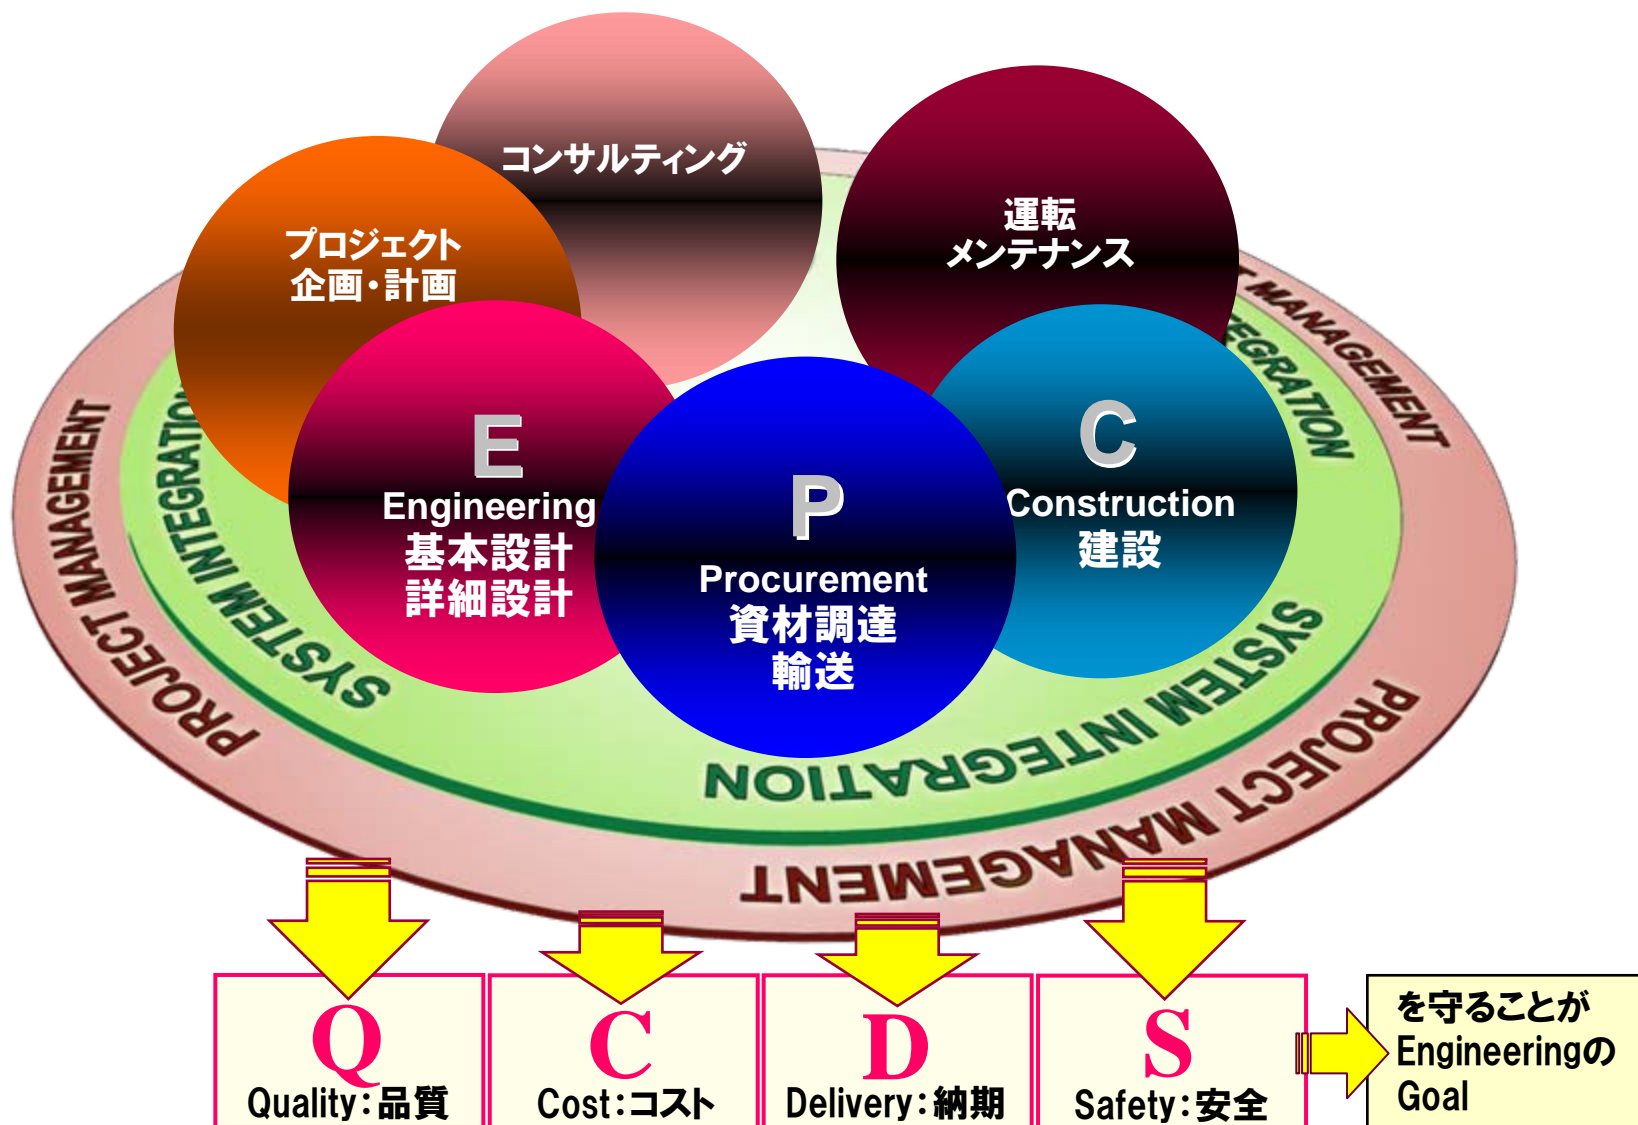 コンサルティング
運転
メンテナンス
プロジェクト
企画・計画
E
Engineering
基本設計
詳細設計
P
Procurement
資材調達
輸送
C
Construction
建設
PROJECT MANAGEMENT
SYSTEM INTEGRATION
T MANAGEMENT
TEGRATION
SYSTEM INTEGRATION
PROJECT MANAGEMENT
Q
Quality：品質
C
Cost：コスト
D
Delivery：納期
S
Safety：安全
を守ることが
Engineeringの
Goal